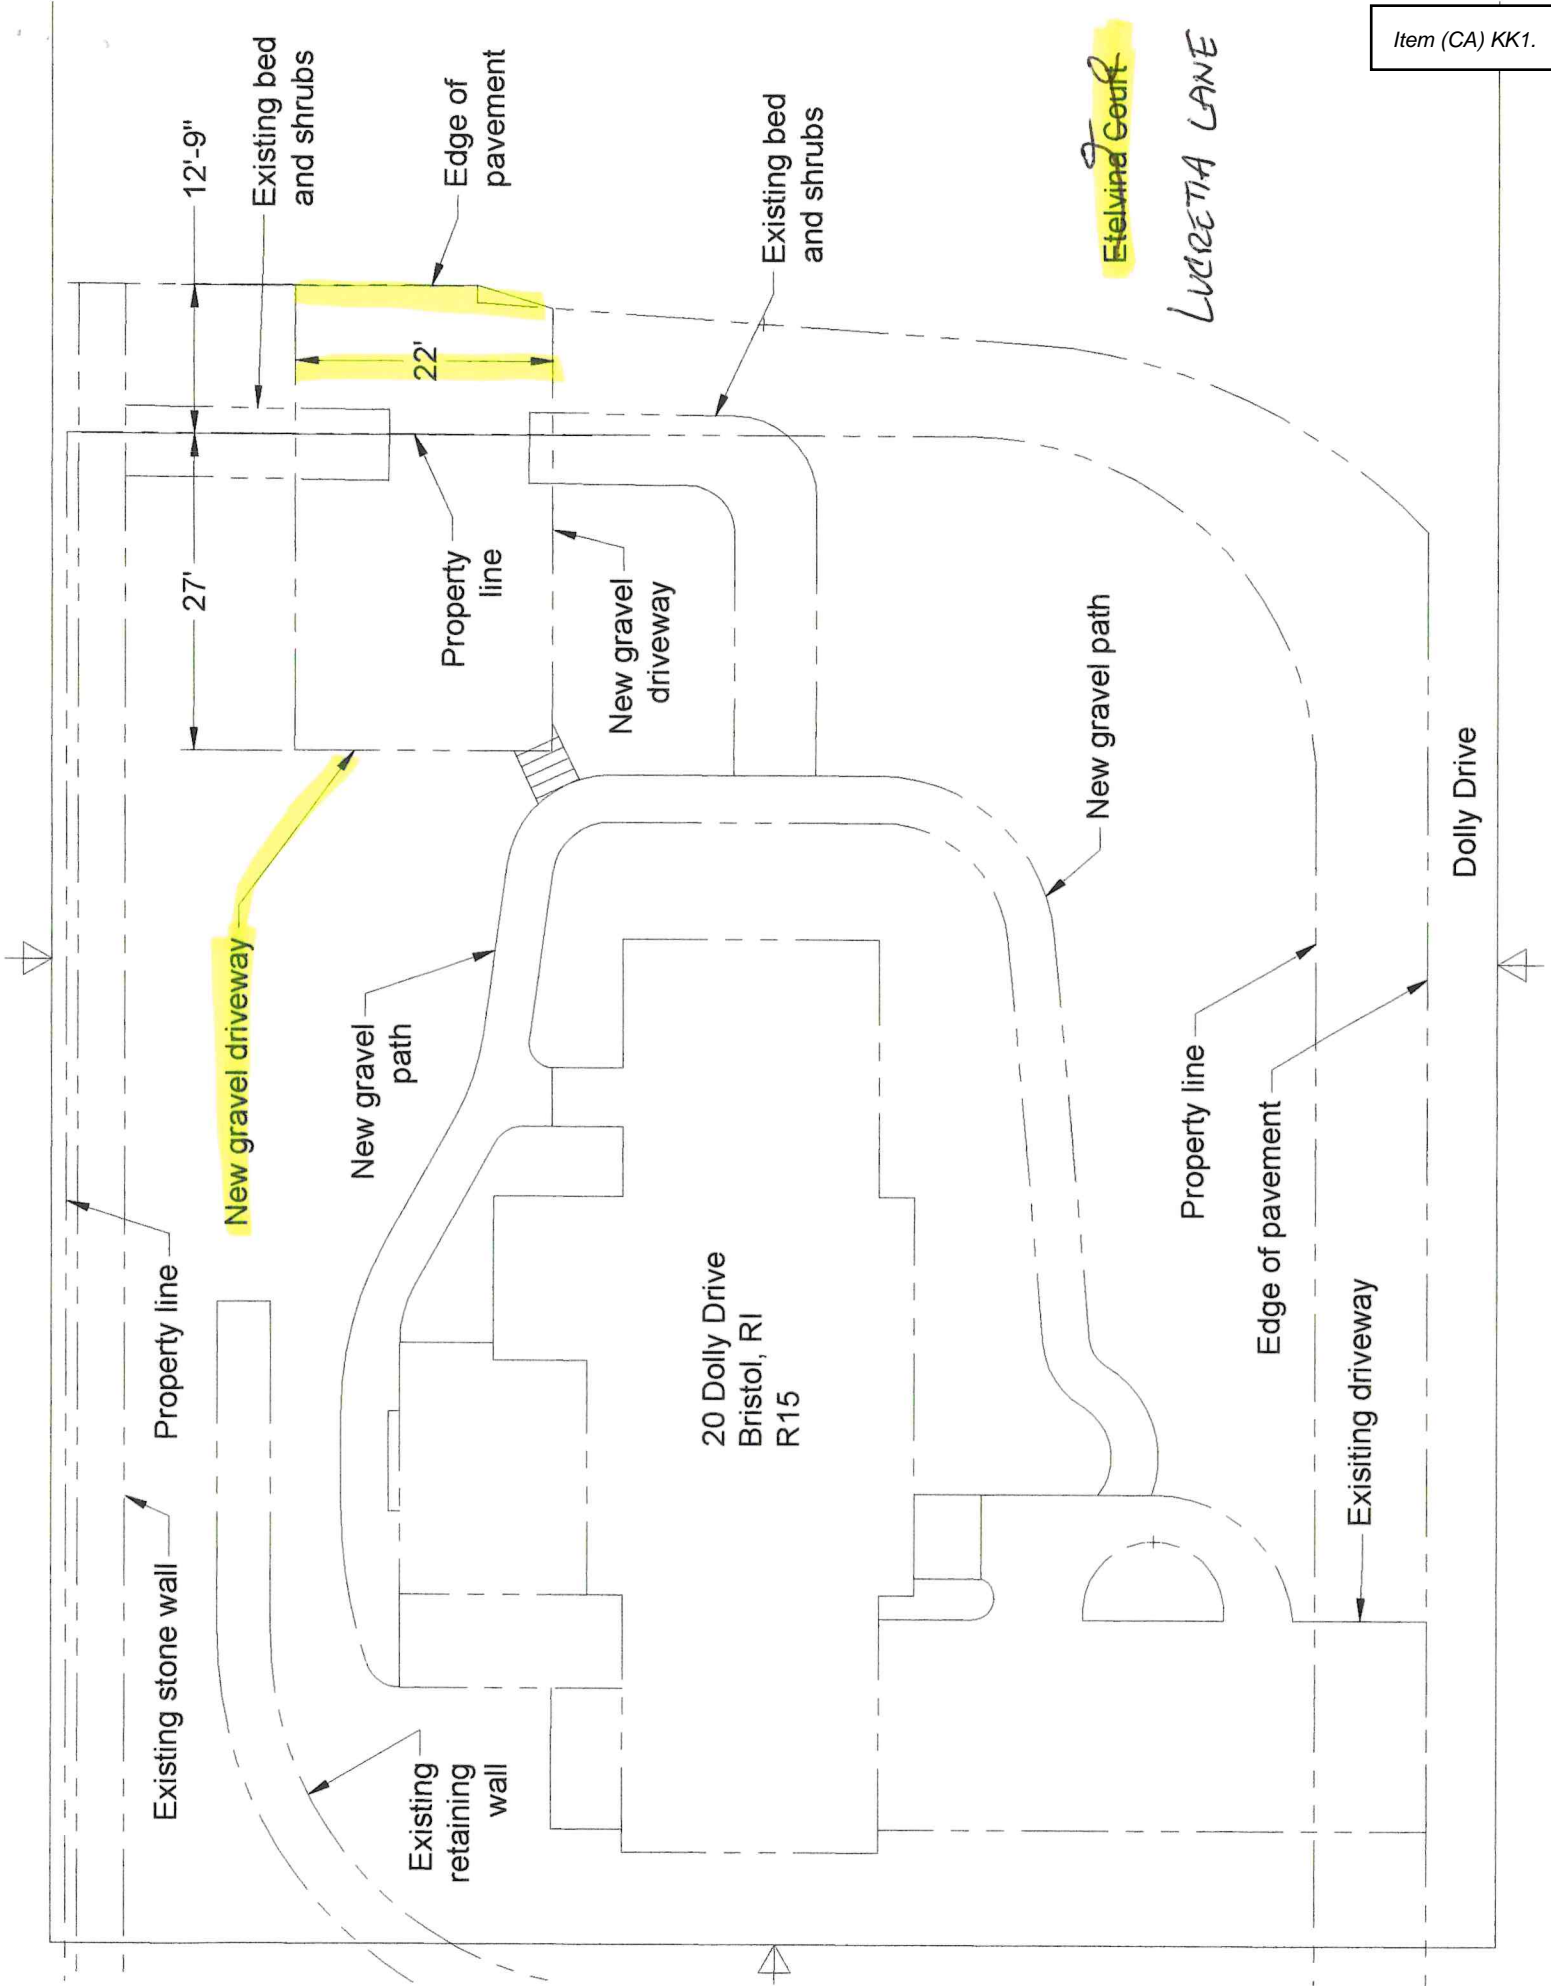 Item (CA) KK1.
12'-9"
Existing bed
and shrubs
Edge of
pavement
27'
22'
Property
line
New gravel
driveway
Existing bed
and shrubs
Etelvina Court
LUCRETIA LANE
New gravel driveway
New gravel
path
New gravel path
Dolly Drive
Property line
Existing stone wall
Existing
retaining
wall
20 Dolly Drive
Bristol, RI
R15
Property line
Edge of pavement
Exisiting driveway